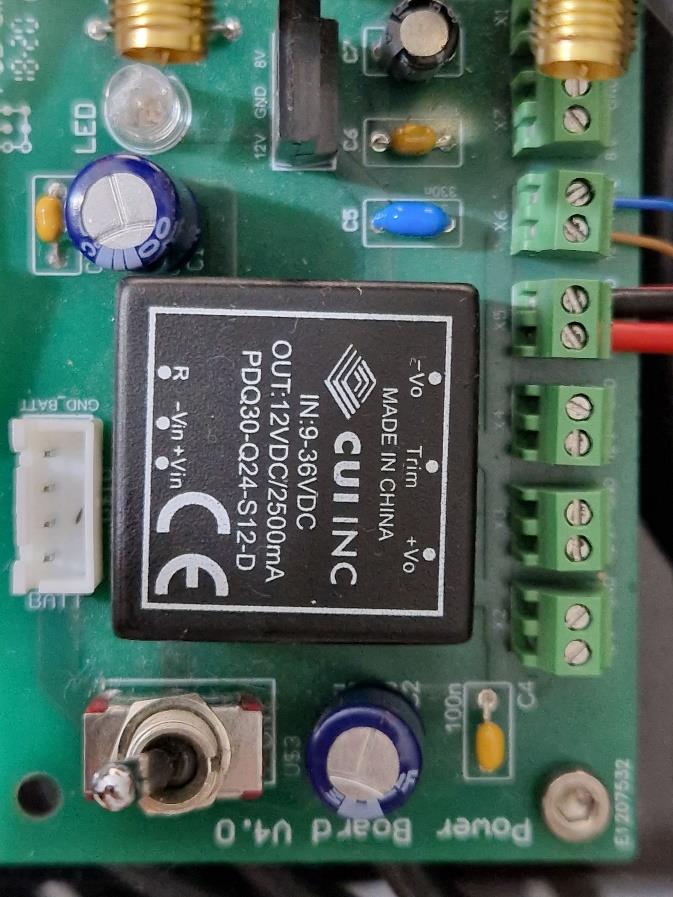 X1
8V
GND
12V
LED
C7
C6
X7
330n
C5
X6
X5
X4
X3
X2
-Vo
Trim
+Vo
MADE IN CHINA
CUI INC
IN:9-36VDC
OUT:12VDC/2500mA
PDQ30-Q24-S12-D
R
-Vin
+Vin
CE
GND_BATT
100n
C4
Power Board V4.0
E1207532